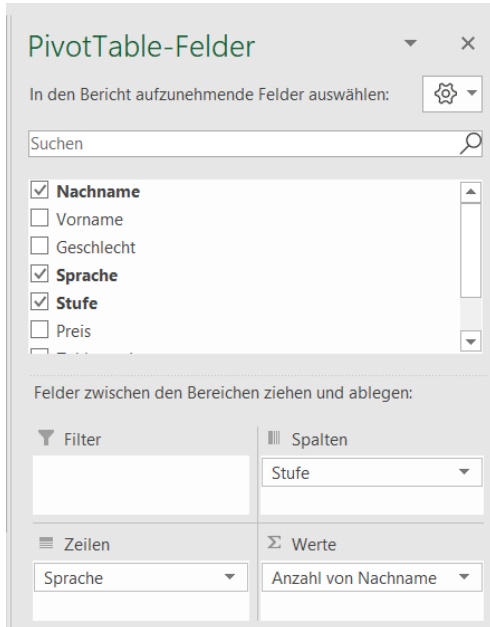 PivotTable-Felder
In den Bericht aufzunehmende Felder auswählen:
Suchen
Nachname
Vorname
Geschlecht
Sprache
Stufe
Preis
Felder zwischen den Bereichen ziehen und ablegen:
Filter
Spalten
Stufe
Zeilen
Werte
Sprache
Anzahl von Nachname